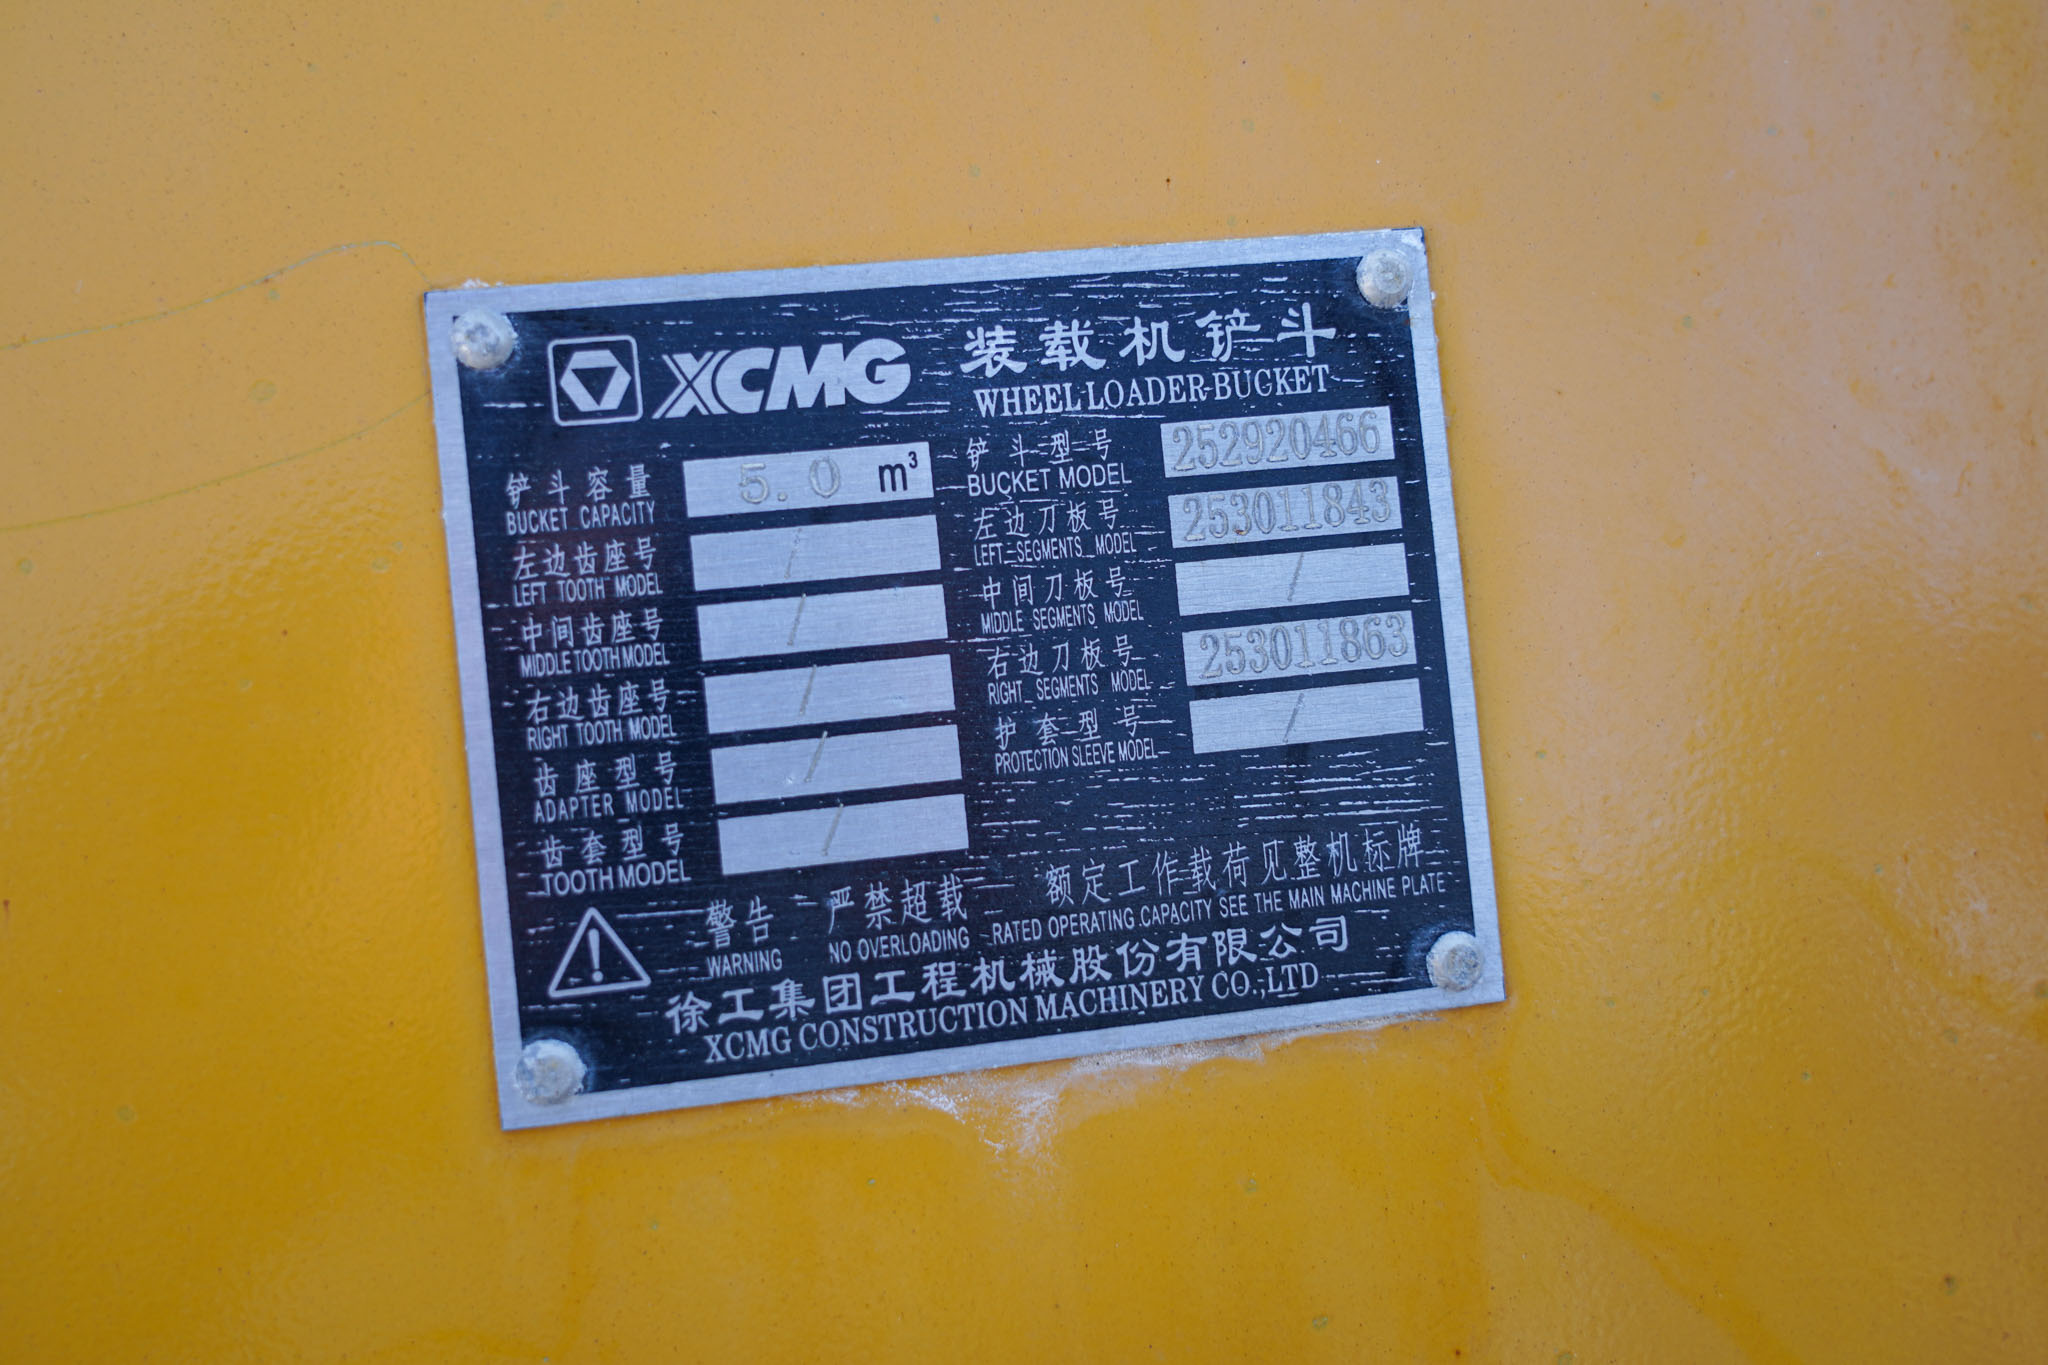 XCMG 装载机铲斗
WHEEL LOADER BUCKET
铲斗容量 5.0 m³
BUCKET CAPACITY
左边齿座号 /
LEFT TOOTH MODEL
中间齿座号 /
MIDDLE TOOTH MODEL
右边齿座号 /
RIGHT TOOTH MODEL
齿座型号 /
ADAPTER MODEL
齿套型号 /
TOOTH MODEL
铲斗型号 252920466
BUCKET MODEL
左边刀板号 253011843
LEFT SEGMENTS MODEL
中间刀板号 /
MIDDLE SEGMENTS MODEL
右边刀板号 253011863
RIGHT SEGMENTS MODEL
护套型号 /
PROTECTION SLEEVE MODEL
警告 严禁超载 额定工作载荷见整机标牌
WARNING NO OVERLOADING RATED OPERATING CAPACITY SEE THE MAIN MACHINE PLATE
徐工集团工程机械股份有限公司
XCMG CONSTRUCTION MACHINERY CO.,LTD